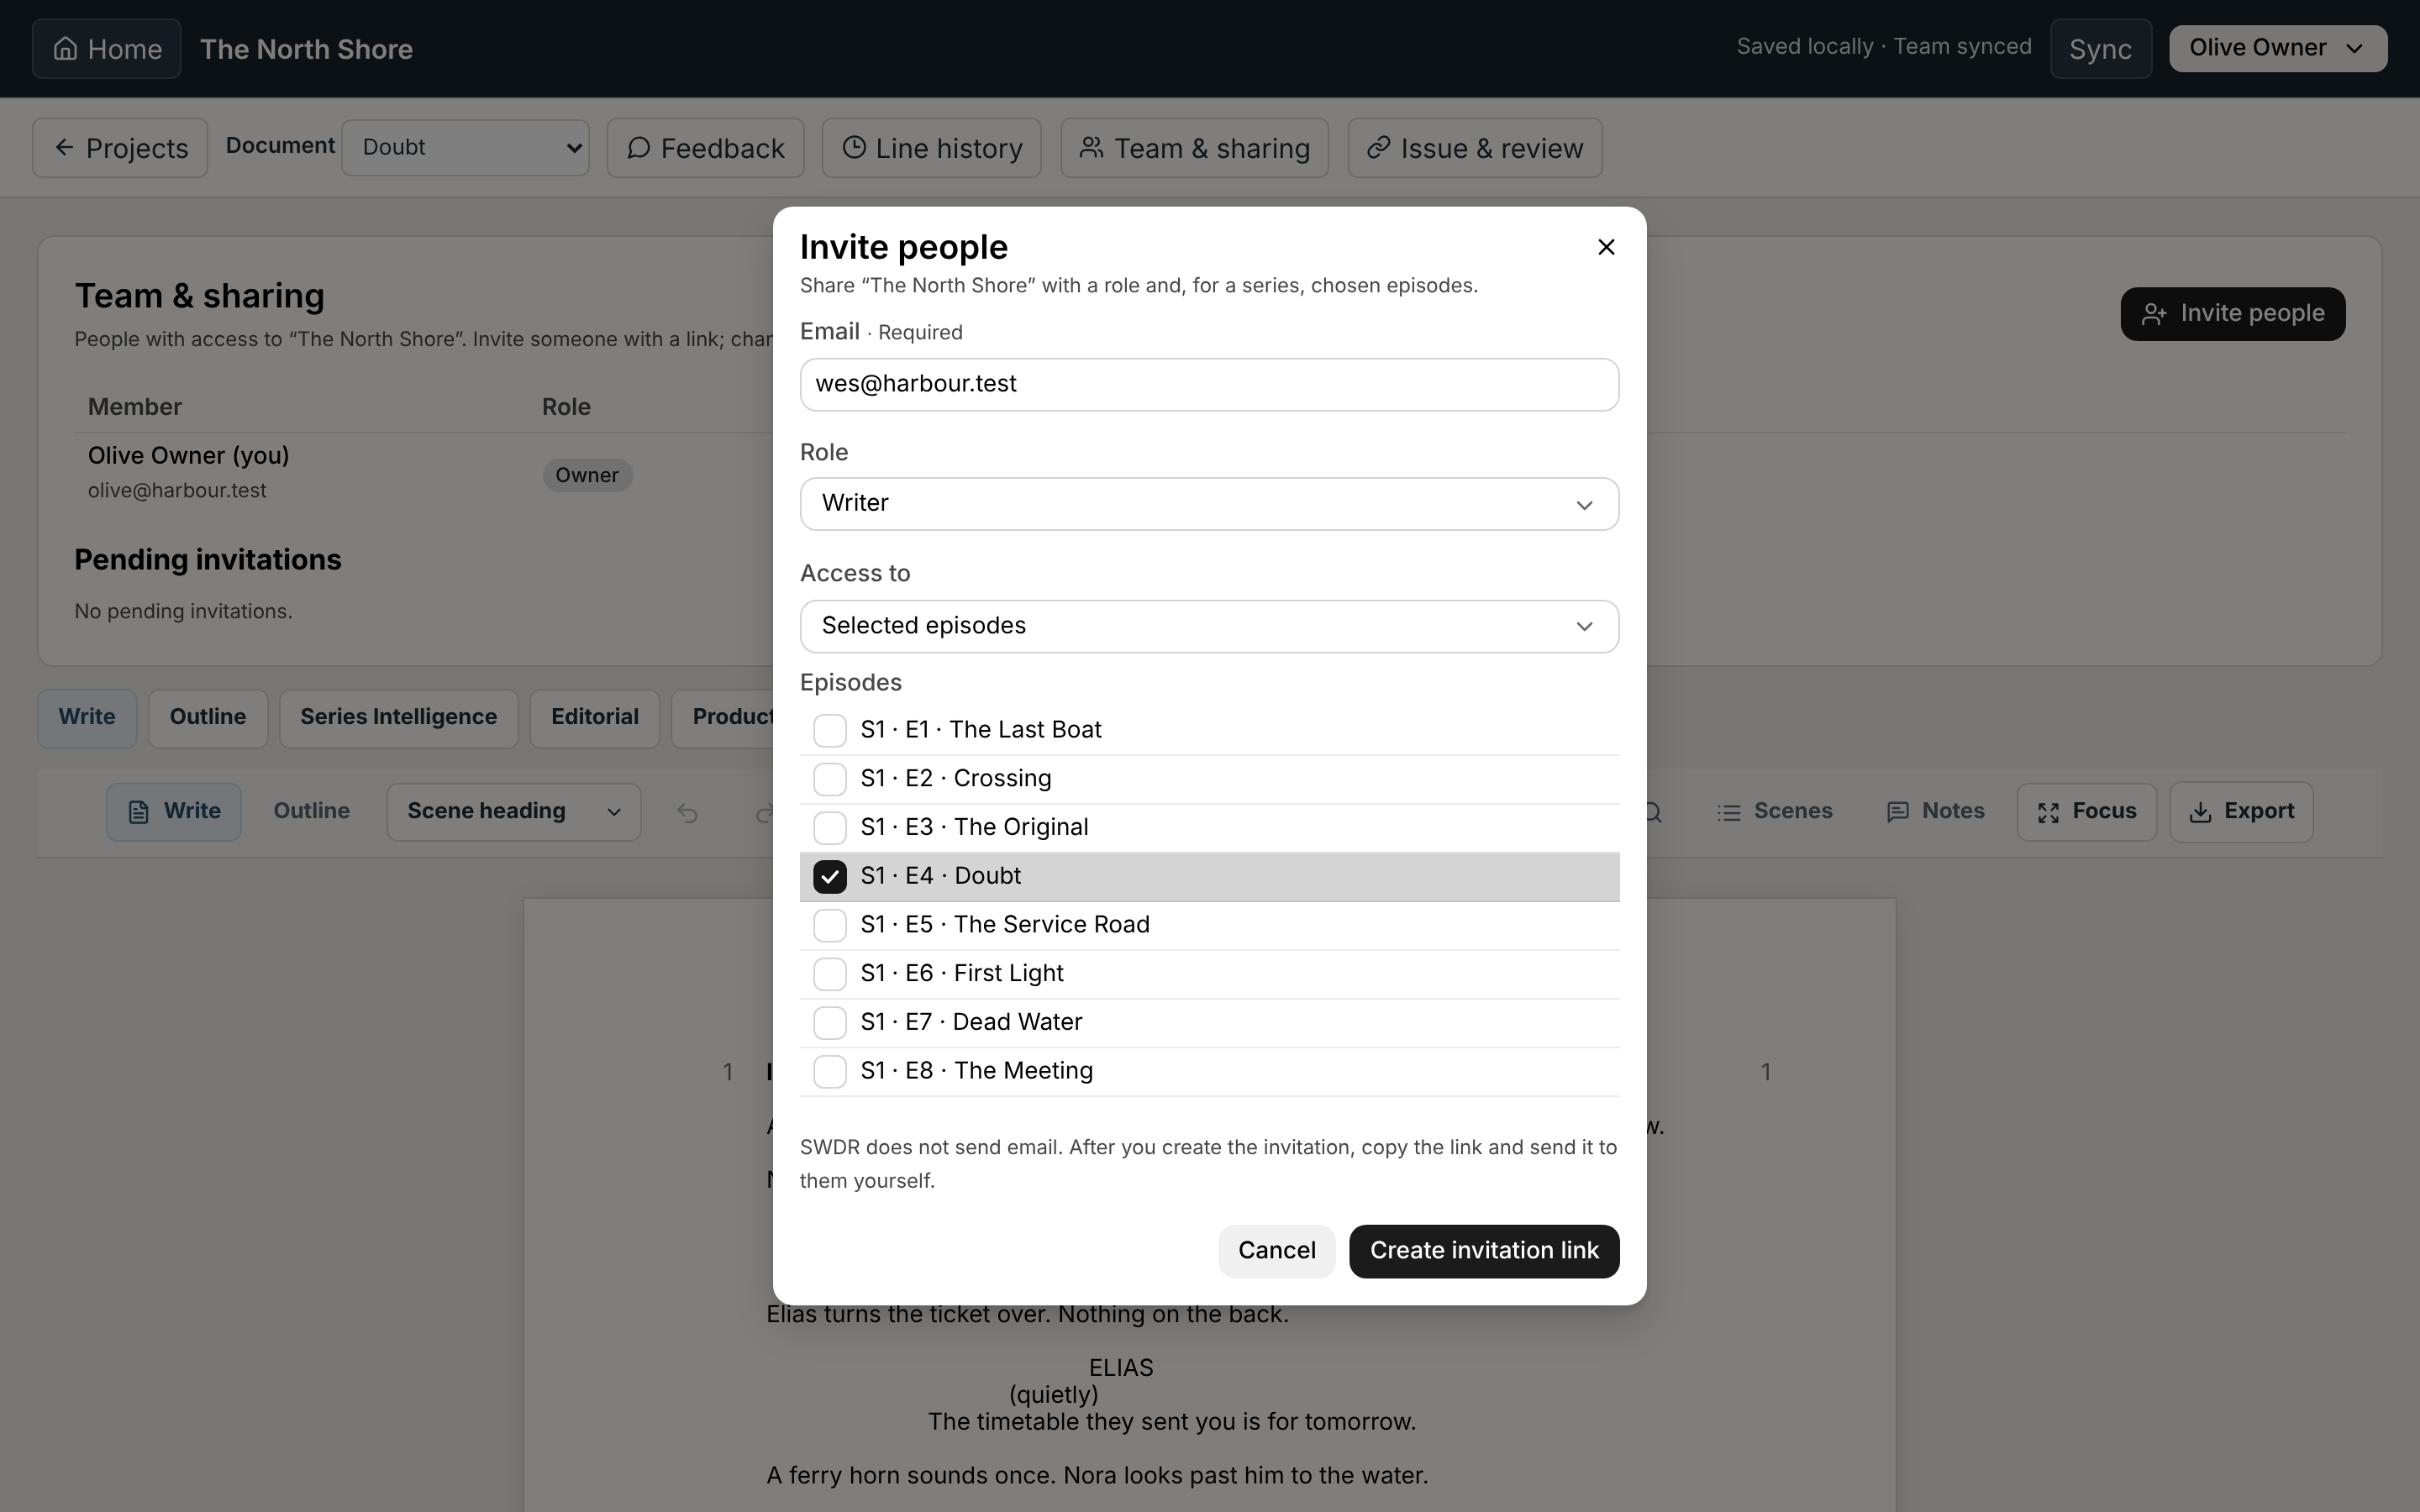 Home
The North Shore
Saved locally · Team synced
Sync
Olive Owner
Projects
Document
Doubt
Feedback
Line history
Team & sharing
Issue & review
Team & sharing
People with access to “The North Shore”. Invite someone with a link;
Invite people
Member
Role
Olive Owner (you)
olive@harbour.test
Owner
Pending invitations
No pending invitations.
Invite people
Share “The North Shore” with a role and, for a series, chosen episodes.
Email · Required
wes@harbour.test
Role
Writer
Access to
Selected episodes
Episodes
S1 · E1 · The Last Boat
S1 · E2 · Crossing
S1 · E3 · The Original
S1 · E4 · Doubt
S1 · E5 · The Service Road
S1 · E6 · First Light
S1 · E7 · Dead Water
S1 · E8 · The Meeting
SWDR does not send email. After you create the invitation, copy the link and send it to
them yourself.
Cancel
Create invitation link
Write
Outline
Series Intelligence
Editorial
Write
Outline
Scene heading
Scenes
Notes
Focus
Export
1
1
Elias turns the ticket over. Nothing on the back.
ELIAS
(quietly)
The timetable they sent you is for tomorrow.
A ferry horn sounds once. Nora looks past him to the water.